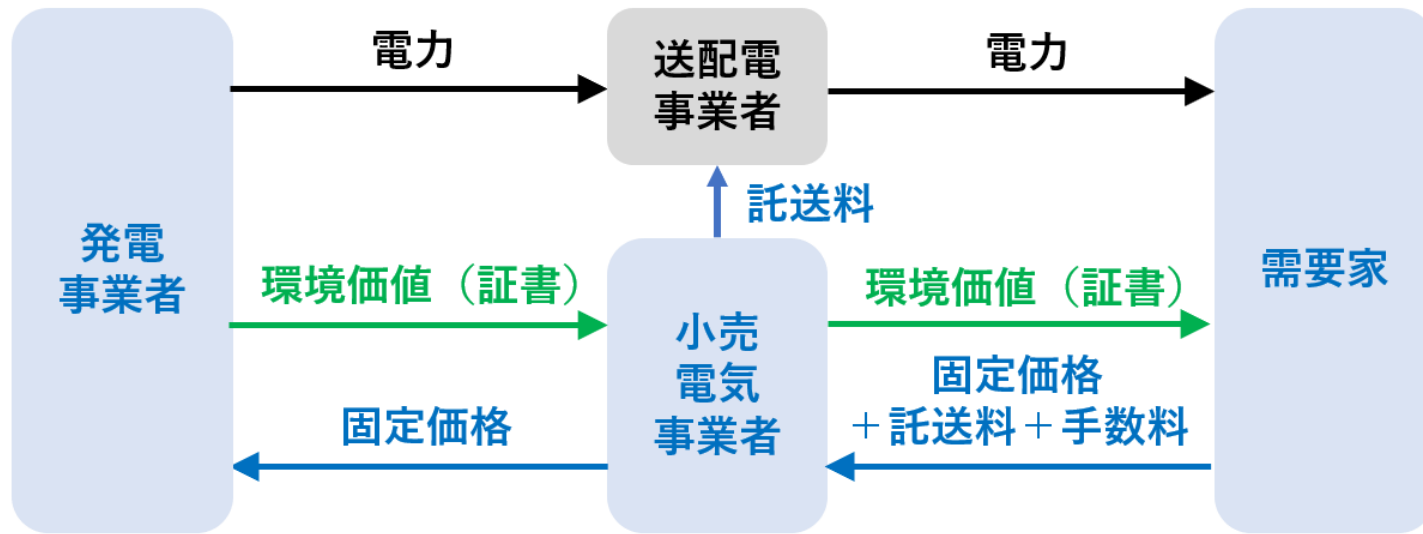 電力
送配電
事業者
電力
託送料
発電
事業者
環境価値（証書）
小売
電気
事業者
環境価値（証書）
需要家
固定価格
固定価格
＋託送料＋手数料